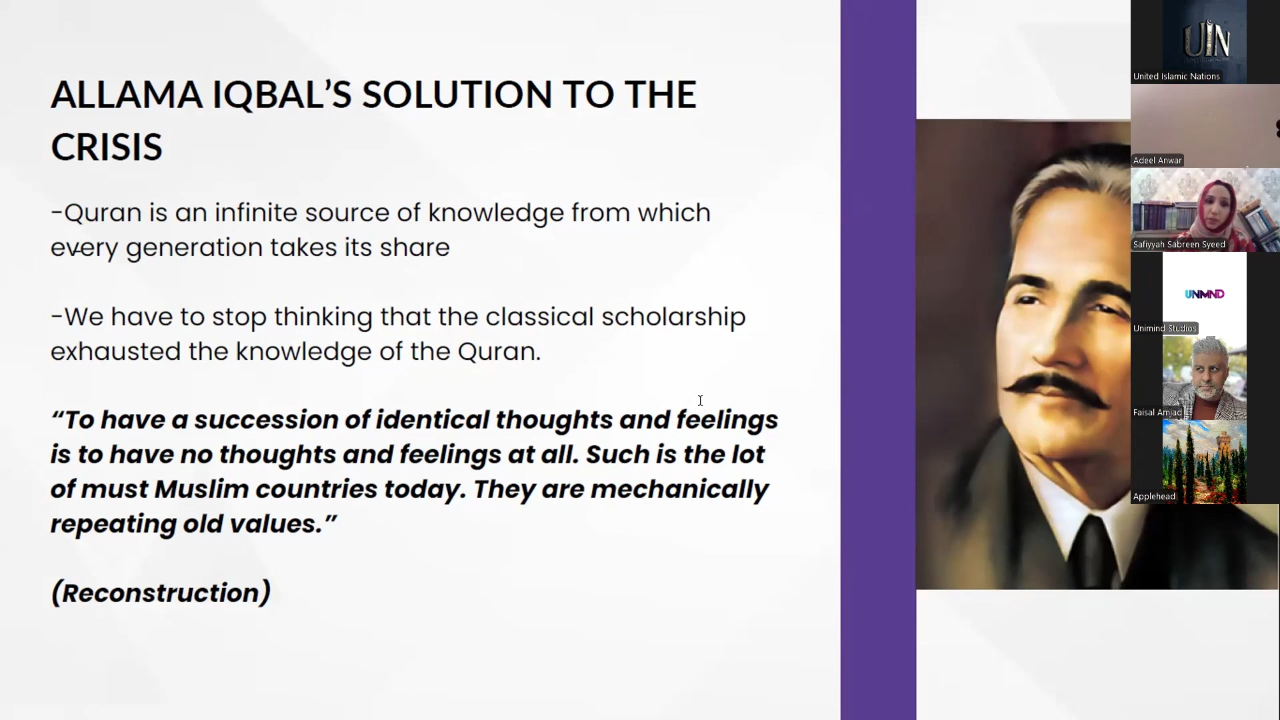 ALLAMA IQBAL’S SOLUTION TO THE
CRISIS
-Quran is an infinite source of knowledge from which
every generation takes its share
-We have to stop thinking that the classical scholarship
exhausted the knowledge of the Quran.
“To have a succession of identical thoughts and feelings
is to have no thoughts and feelings at all. Such is the lot
of must Muslim countries today. They are mechanically
repeating old values.”
(Reconstruction)
UIN
United Islamic Nations
Adeel Anwar
Safiyyah Sabreen Syeed
UNMND
Unimind Studios
Faisal Amjad
Applehead